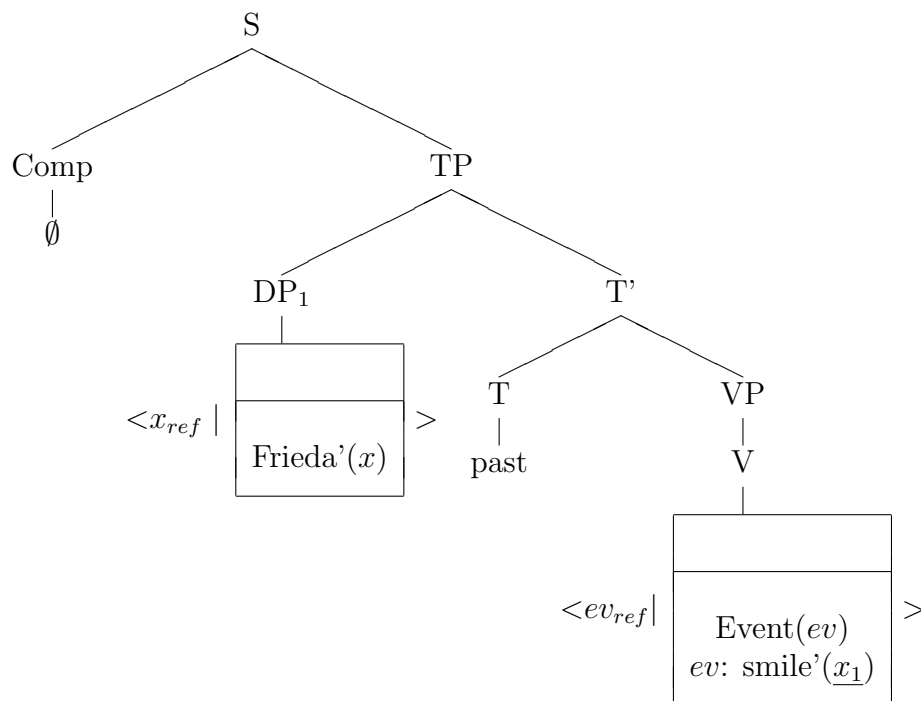 S
Comp TP
∅
DP₁ T’
<x_ref | Frieda’(x) >
T VP
past V
<ev_ref| Event(ev) >
ev: smile’(x₁)